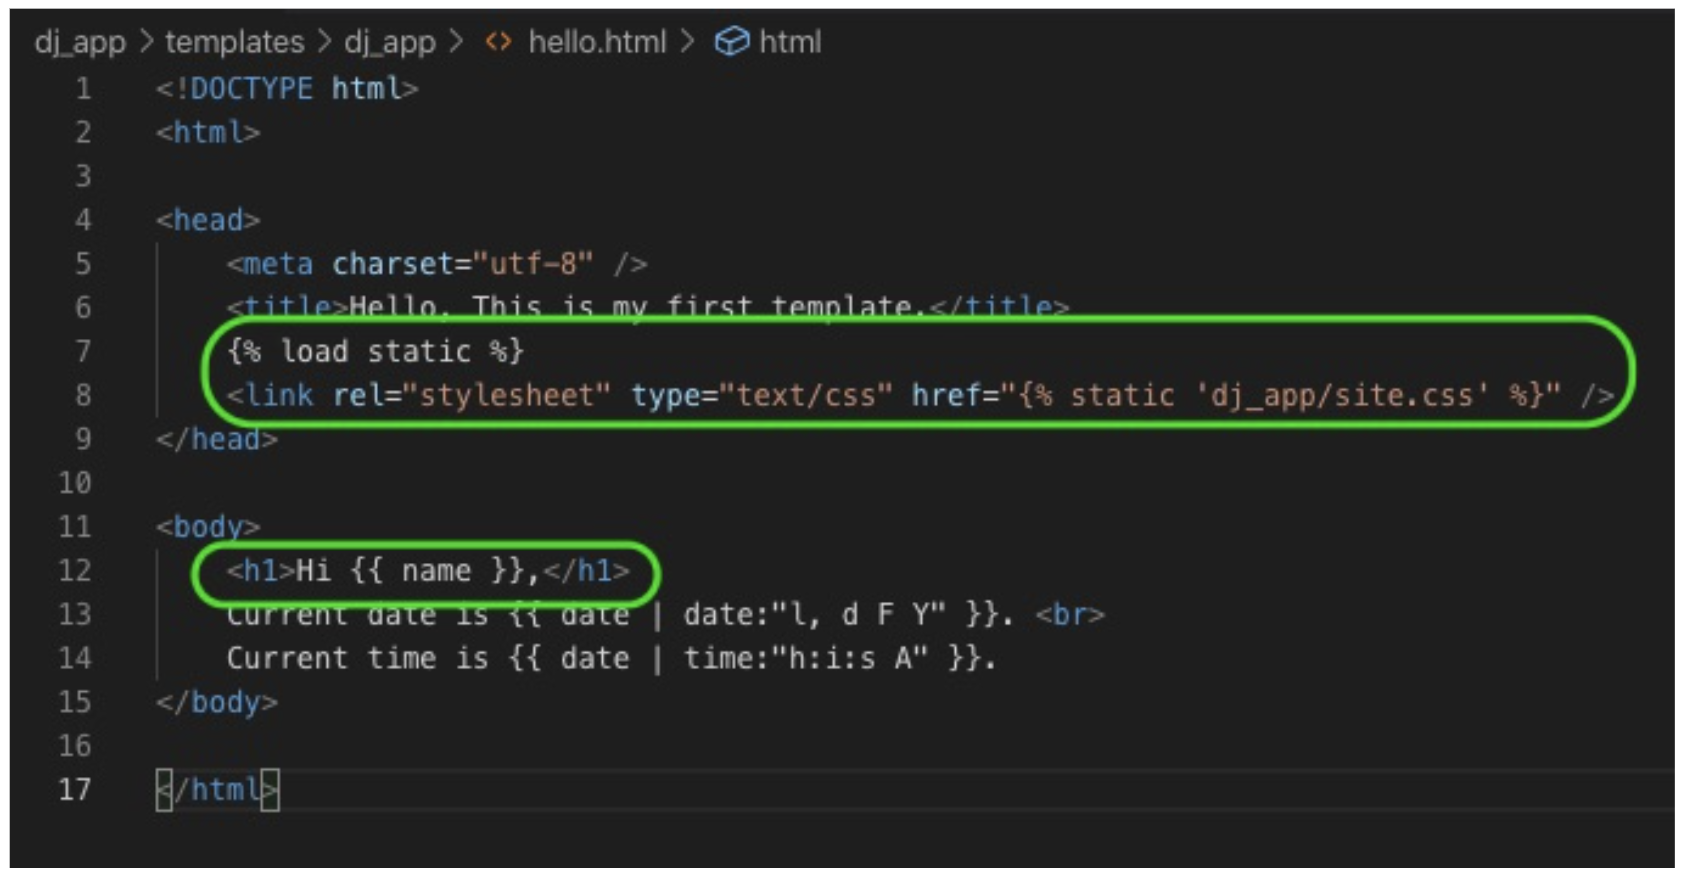 dj_app > templates > dj_app > <> hello.html > html
1 <!DOCTYPE html>
2 <html>
3
4 <head>
5 <meta charset="utf-8" />
6 <title>Hello, This is my first template.</title>
7 {% load static %}
8 <link rel="stylesheet" type="text/css" href="{% static 'dj_app/site.css' %}" />
9 </head>
10
11 <body>
12 <h1>Hi {{ name }},</h1>
13 Current date is {{ date | date:"l, d F Y" }}. <br>
14 Current time is {{ date | time:"h:i:s A" }}.
15 </body>
16
17 </html>